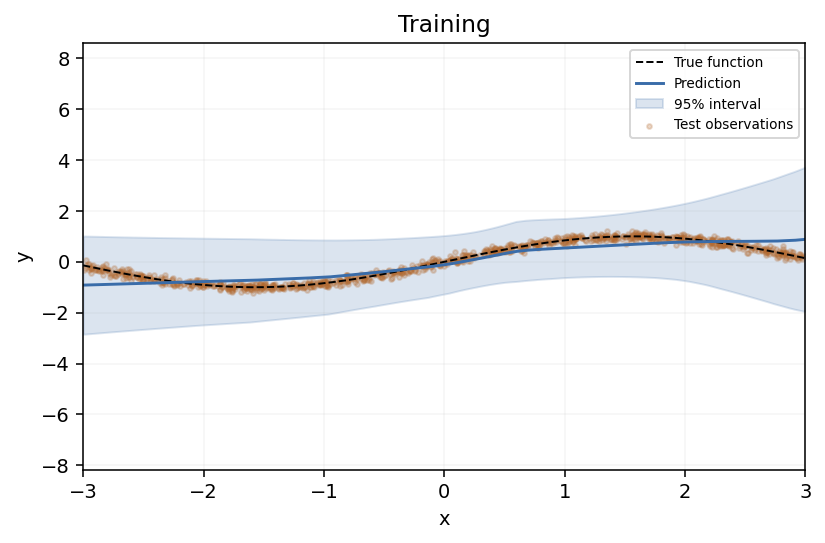 Training
True function
Prediction
95% interval
Test observations
8
6
4
2
0
−2
−4
−6
−8
y
−3 −2 −1 0 1 2 3
x